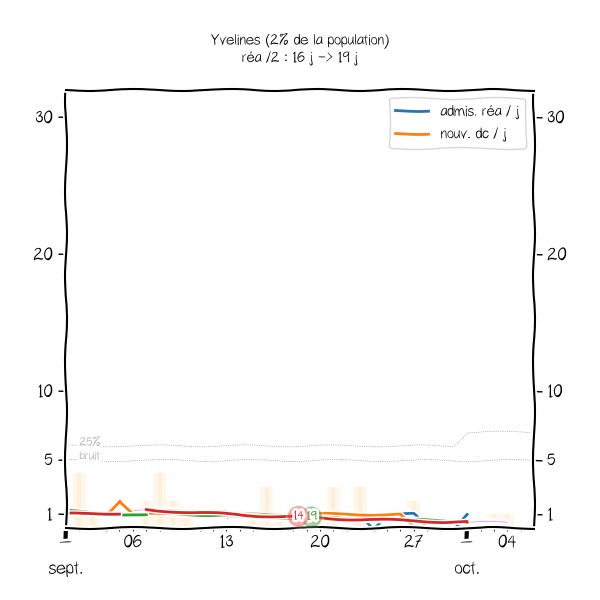 Yvelines (2% de la population)
réa /2 : 16 j -> 19 j
admis. réa / j
nouv. dc / j
30 30
20 20
10 10
25%
bruit
5 5
14 19
1 1
06 13 20 27 04
sept. oct.